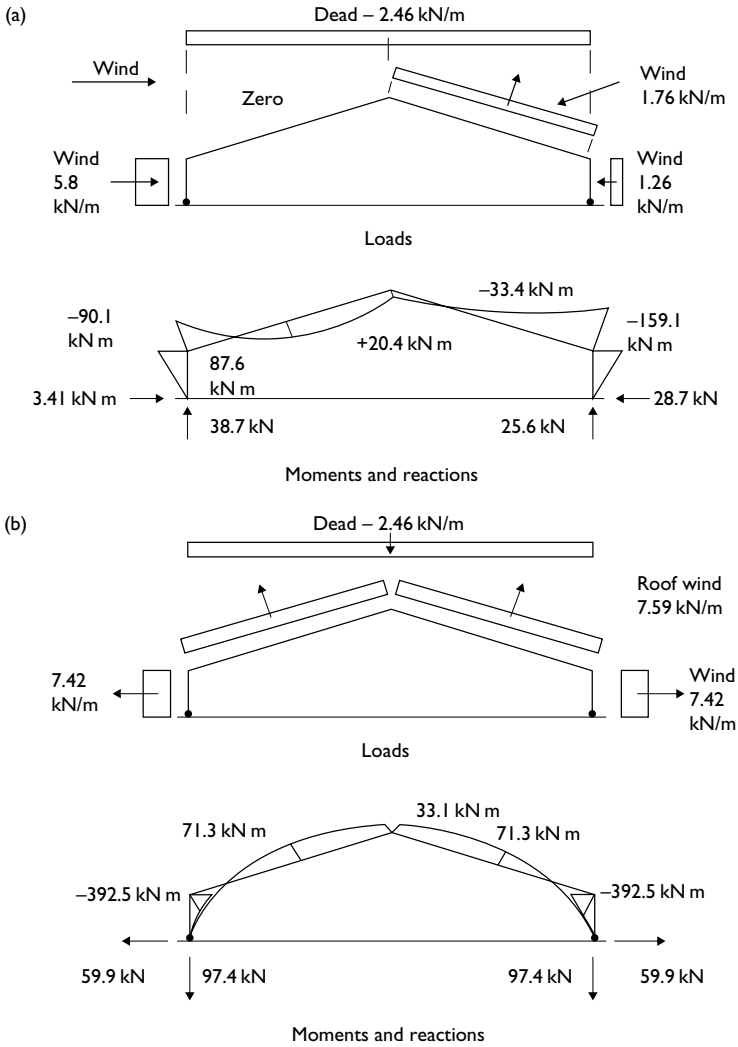 (a)
Dead – 2.46 kN/m
Wind
Zero
Wind
1.76 kN/m
Wind
5.8
kN/m
Wind
1.26
kN/m
Loads
–90.1
kN m
–33.4 kN m
–159.1
kN m
+20.4 kN m
87.6
kN m
3.41 kN m
28.7 kN
38.7 kN
25.6 kN
Moments and reactions
(b)
Dead – 2.46 kN/m
Roof wind
7.59 kN/m
7.42
kN/m
Wind
7.42
kN/m
Loads
71.3 kN m
33.1 kN m
71.3 kN m
–392.5 kN m
–392.5 kN m
59.9 kN
97.4 kN
97.4 kN
59.9 kN
Moments and reactions